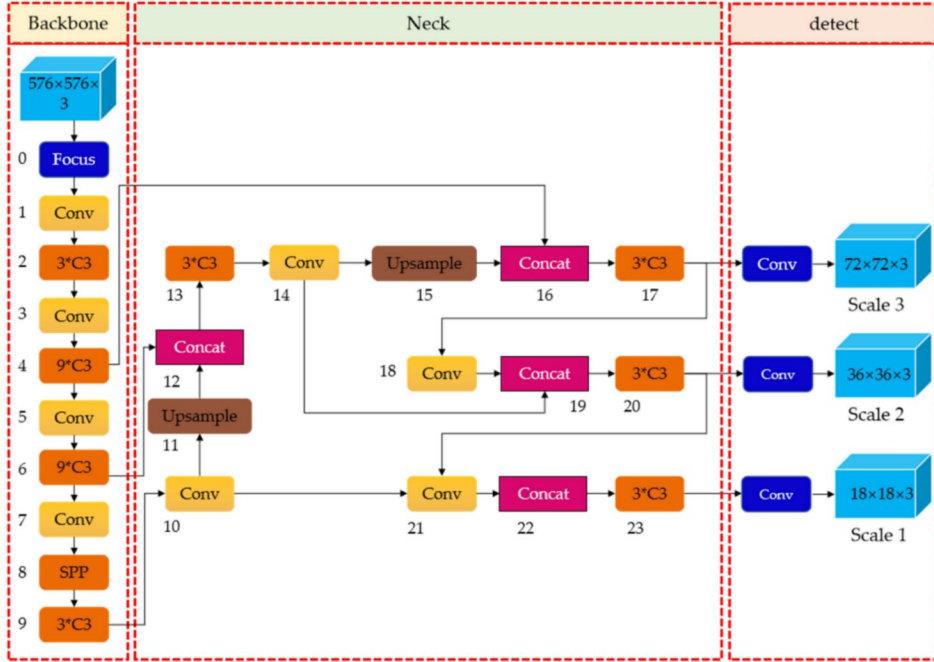 Backbone
Neck
detect
576×576×
3
0
Focus
1
Conv
2
3*C3
3
Conv
4
9*C3
5
Conv
6
9*C3
7
Conv
8
SPP
9
3*C3
3*C3
13
Conv
14
Upsample
15
Concat
16
3*C3
17
Conv
72×72×3
Scale 3
Concat
12
18
Conv
Concat
19
3*C3
20
Conv
36×36×3
Scale 2
Upsample
11
Conv
10
Conv
21
Concat
22
3*C3
23
Conv
18×18×3
Scale 1